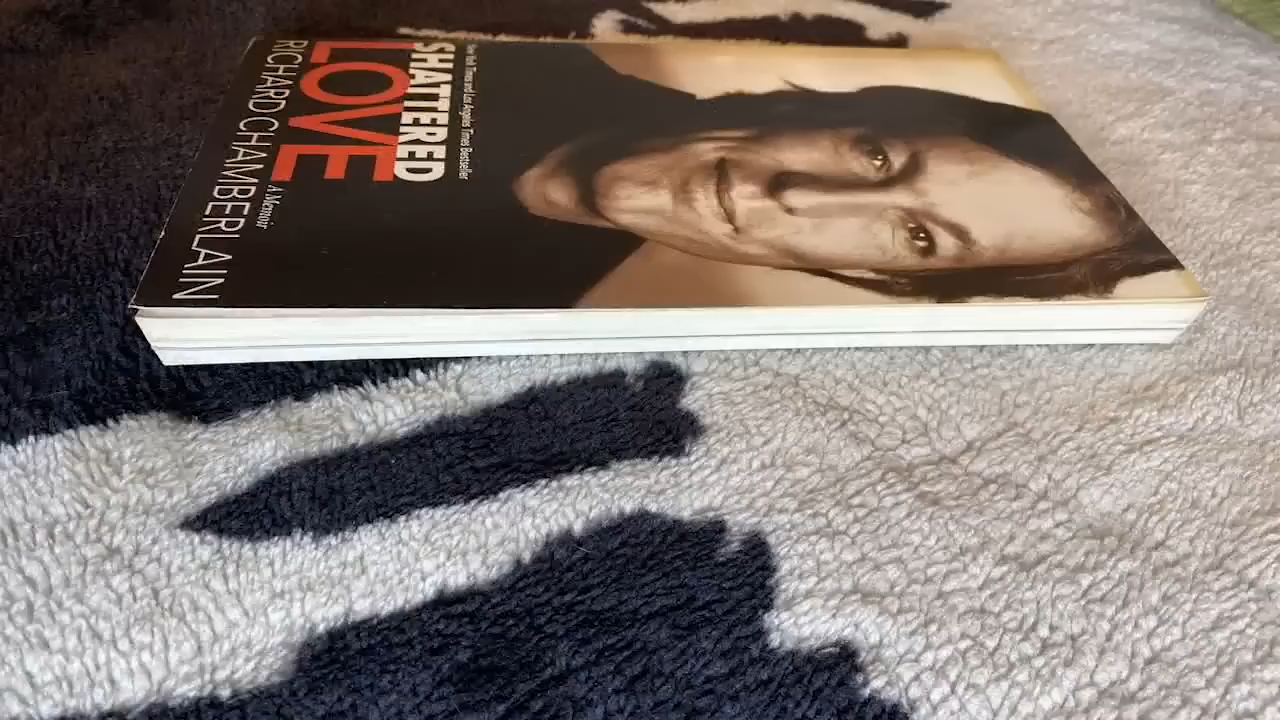 New York Times and Los Angeles Times Bestseller
SHATTERED
LOVE
A Memoir
RICHARD CHAMBERLAIN